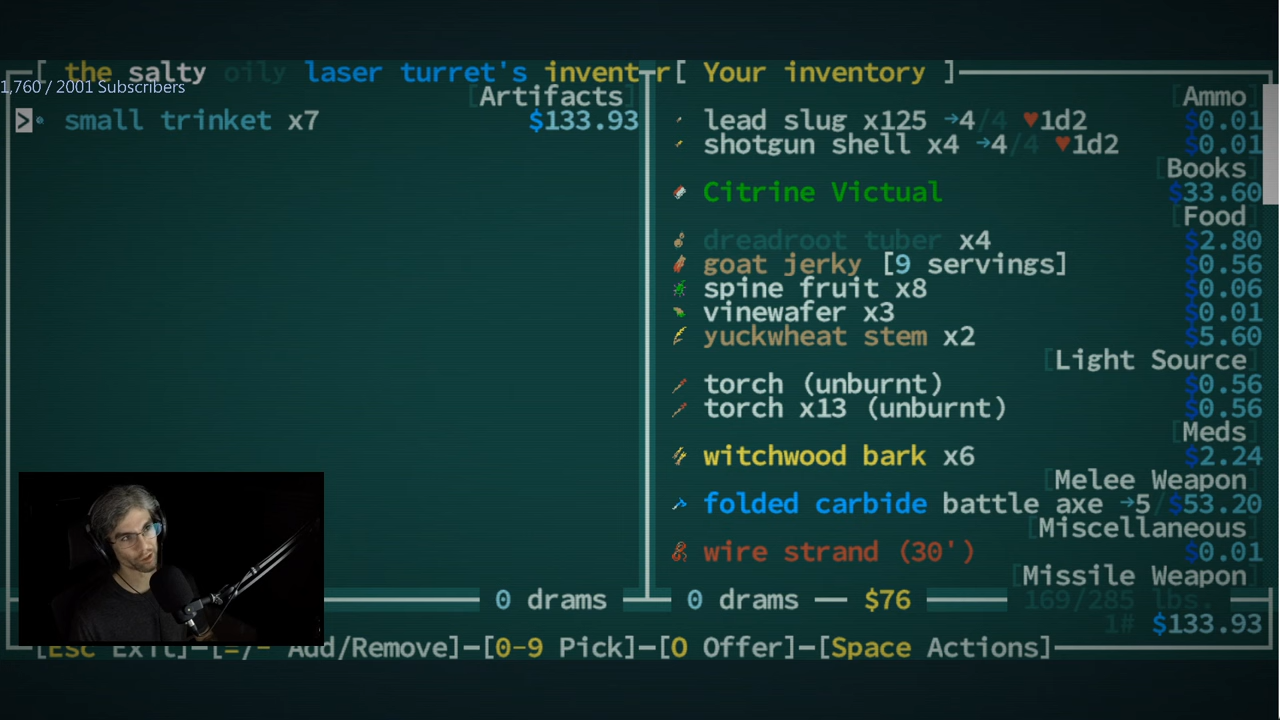 [ the salty oily laser turret's invent
r[ Your inventory ]
1,760 / 2001 Subscribers
[Artifacts]
> small trinket x7 $133.93
[Ammo]
lead slug x125 →4/4 ♥1d2 $0.01
shotgun shell x4 →4/4 ♥1d2 $0.01
[Books]
Citrine Victual $33.60
[Food]
dreadroot tuber x4 $2.80
goat jerky [9 servings] $0.56
spine fruit x8 $0.06
vinewafer x3 $0.01
yuckwheat stem x2 $5.60
[Light Source]
torch (unburnt) $0.56
torch x13 (unburnt) $0.56
[Meds]
witchwood bark x6 $2.24
[Melee Weapon]
folded carbide battle axe →5/$53.20
[Miscellaneous]
wire strand (30') $0.01
[Missile Weapon]
0 drams
0 drams — $76
169/285 lbs.
1# $133.93
[Esc Exit]—[=/- Add/Remove]—[0-9 Pick]—[O Offer]—[Space Actions]